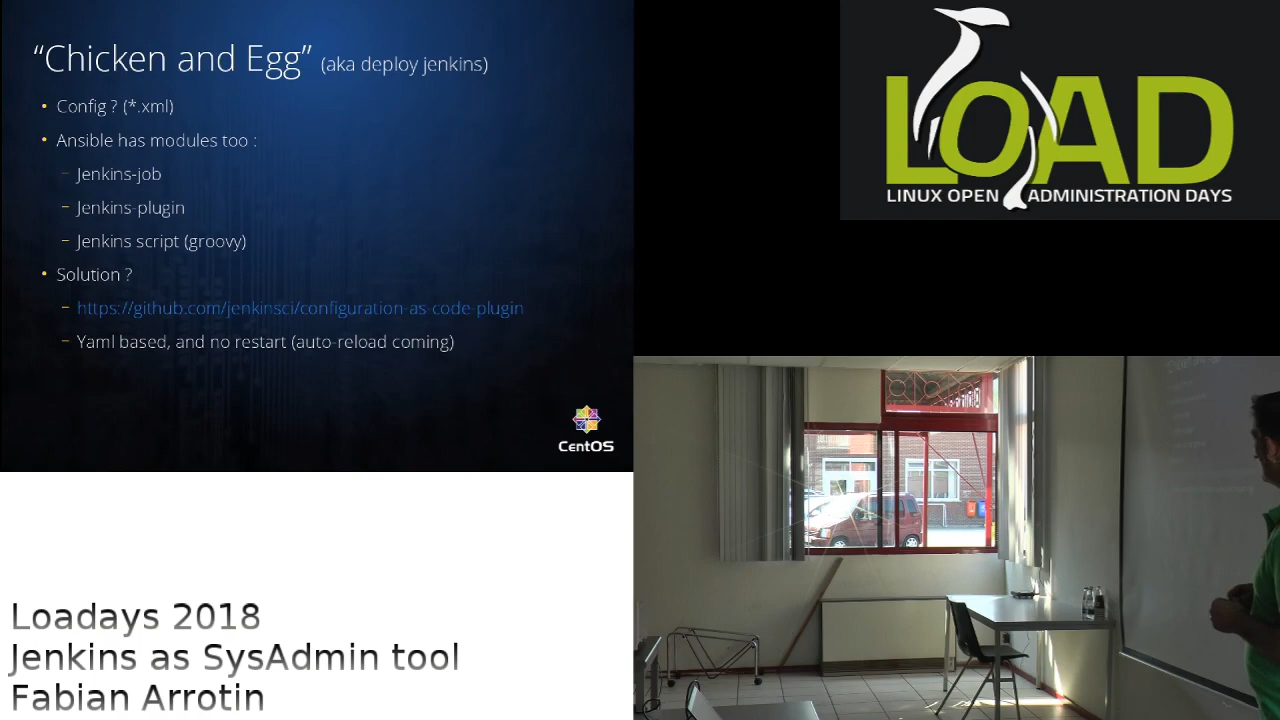 “Chicken and Egg” (aka deploy jenkins)
Config ? (*.xml)
Ansible has modules too :
Jenkins-job
Jenkins-plugin
Jenkins script (groovy)
Solution ?
https://github.com/jenkinsci/configuration-as-code-plugin
Yaml based, and no restart (auto-reload coming)
CentOS
LOAD
LINUX OPEN ADMINISTRATION DAYS
Loadays 2018
Jenkins as SysAdmin tool
Fabian Arrotin